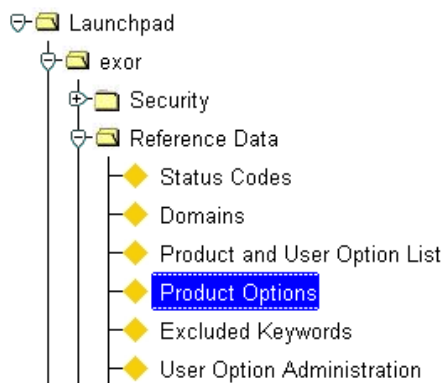 Launchpad
exor
Security
Reference Data
Status Codes
Domains
Product and User Option List
Product Options
Excluded Keywords
User Option Administration